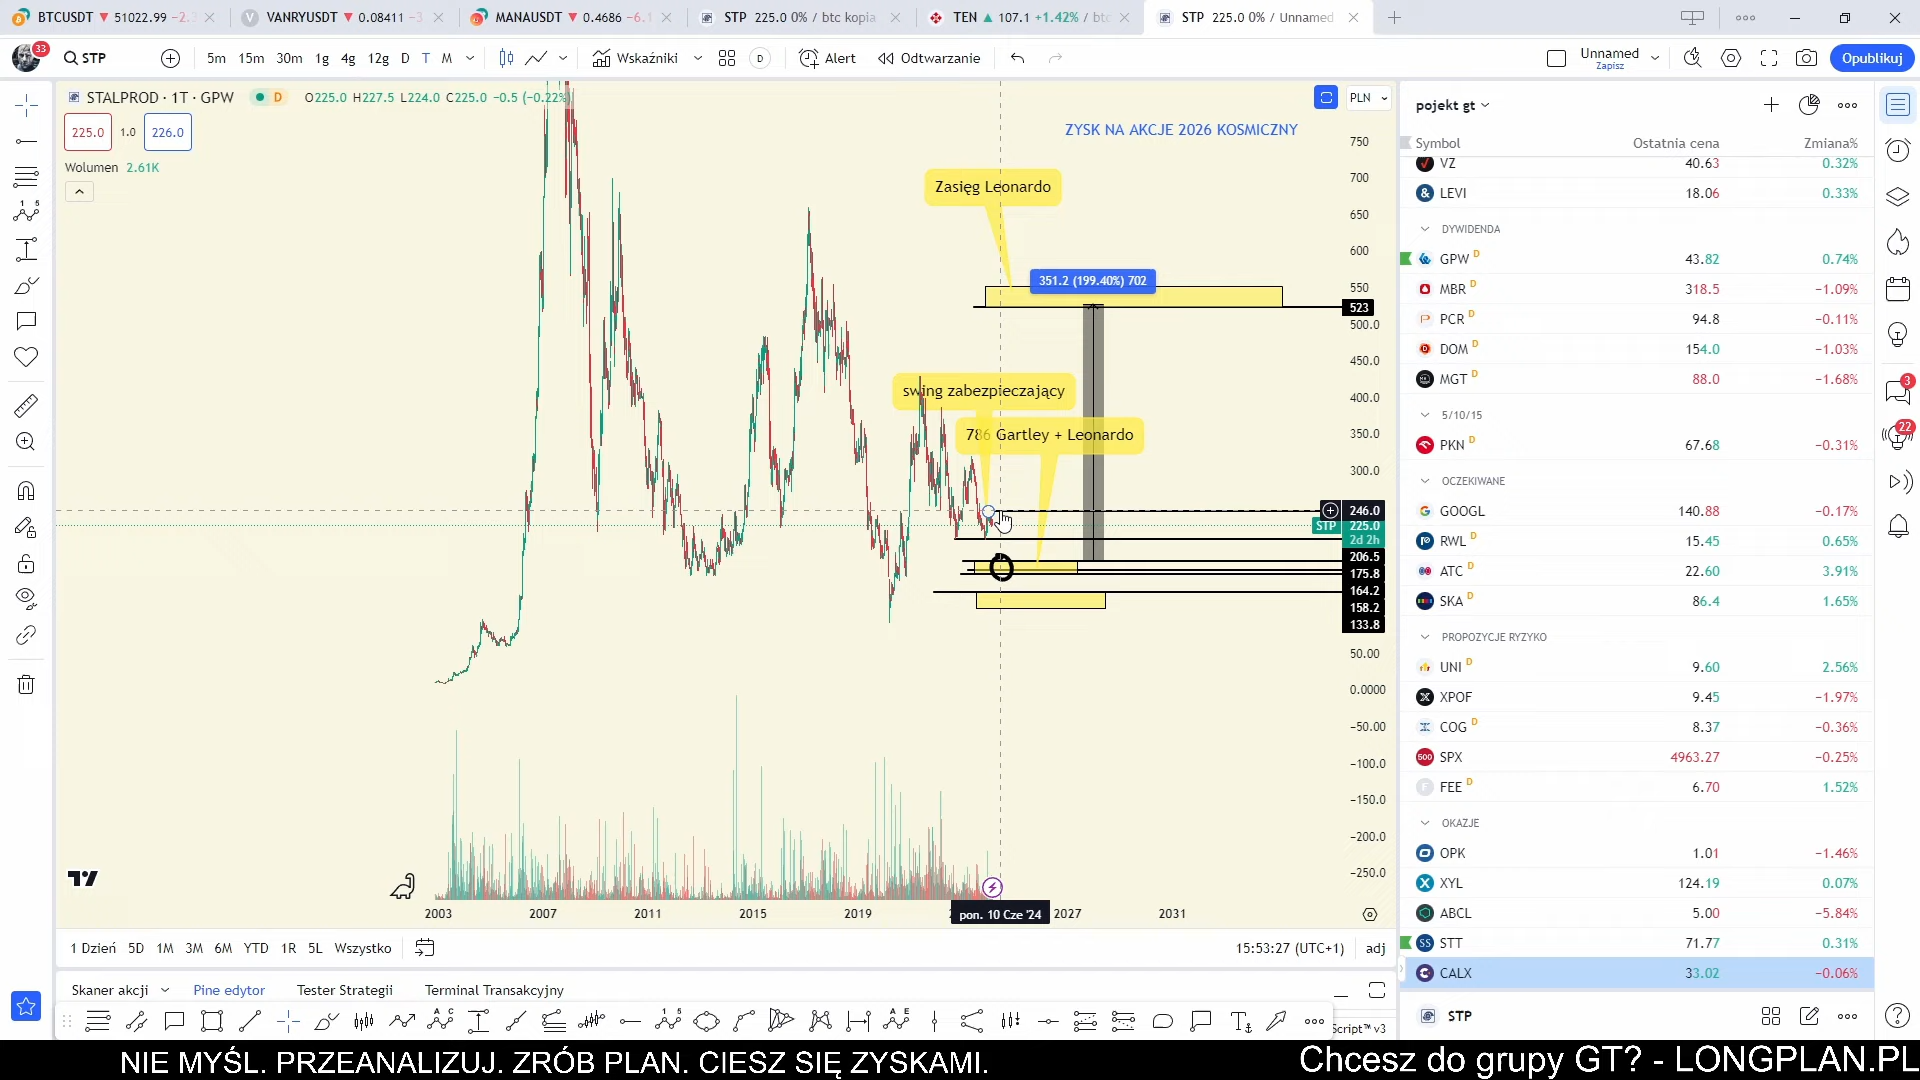 BTCUSDT ▼ 51022.99 −2.
VANRYUSDT ▼ 0.08411 −3
MANAUSDT ▼ 0.4686 −6.1
STP 225.0 0% / btc kopia
TEN ▲ 107.1 +1.42% / btc
STP 225.0 0% / Unnamed
33
STP
5m 15m 30m 1g 4g 12g D T M
Wskaźniki
D
Alert
Odtwarzanie
Unnamed
Zapisz
Opublikuj
STALPROD · 1T · GPW
D
O225.0 H227.5 L224.0 C225.0 −0.5 (−0.22%)
225.0 1.0 226.0
Wolumen 2.61K
PLN
ZYSK NA AKCJE 2026 KOSMICZNY
Zasięg Leonardo
351.2 (199.40%) 702
swing zabezpieczający
786 Gartley + Leonardo
750
700
650
600
550
523
500.0
450.0
400.0
350.0
300.0
246.0
STP 225.0
2d 2h
206.5
175.8
164.2
158.2
133.8
50.00
0.0000
−50.00
−100.0
−150.0
−200.0
−250.0
2003 2007 2011 2015 2019 pon. 10 Cze '24 2027 2031
1 Dzień 5D 1M 3M 6M YTD 1R 5L Wszystko
15:53:27 (UTC+1) adj
Skaner akcji Pine edytor Tester Strategii Terminal Transakcyjny
Script™ v3
pojekt gt
Symbol Ostatnia cena Zmiana%
VZ 40.63 0.32%
LEVI 18.06 0.33%
DYWIDENDA
GPW D 43.82 0.74%
MBR D 318.5 −1.09%
PCR D 94.8 −0.11%
DOM D 154.0 −1.03%
MGT D 88.0 −1.68%
5/10/15
PKN D 67.68 −0.31%
OCZEKIWANE
GOOGL 140.88 −0.17%
RWL D 15.45 0.65%
ATC D 22.60 3.91%
SKA D 86.4 1.65%
PROPOZYCJE RYZYKO
UNI D 9.60 2.56%
XPOF 9.45 −1.97%
COG D 8.37 −0.36%
SPX 4963.27 −0.25%
FEE D 6.70 1.52%
OKAZJE
OPK 1.01 −1.46%
XYL 124.19 0.07%
ABCL 5.00 −5.84%
STT 71.77 0.31%
CALX 33.02 −0.06%
STP
3
22
NIE MYŚL. PRZEANALIZUJ. ZRÓB PLAN. CIESZ SIĘ ZYSKAMI.
Chcesz do grupy GT? - LONGPLAN.PL